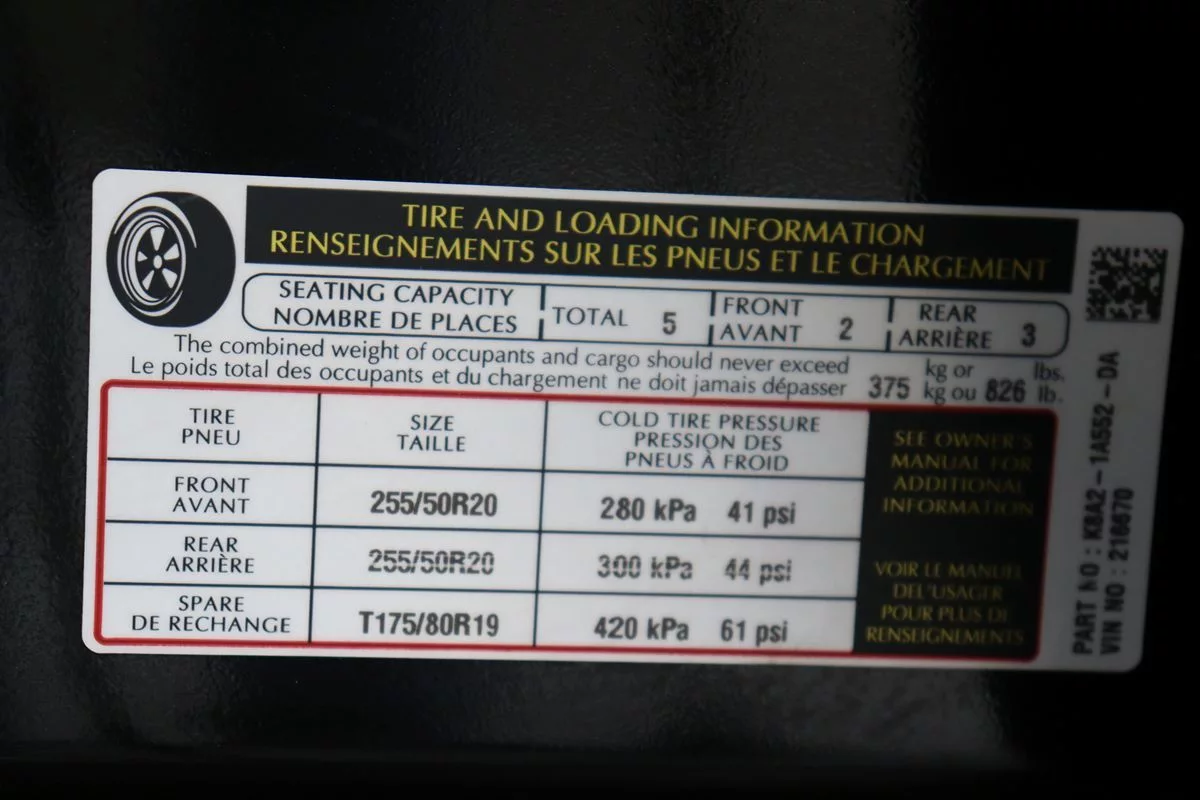 TIRE AND LOADING INFORMATION
RENSEIGNEMENTS SUR LES PNEUS ET LE CHARGEMENT
SEATING CAPACITY
NOMBRE DE PLACES
TOTAL 5
FRONT
AVANT 2
REAR
ARRIÈRE 3
The combined weight of occupants and cargo should never exceed 375 kg or 826 lbs.
Le poids total des occupants et du chargement ne doit jamais dépasser 375 kg ou 826 lb.
TIRE
PNEU
SIZE
TAILLE
COLD TIRE PRESSURE
PRESSION DES
PNEUS À FROID
FRONT
AVANT
255/50R20
280 kPa 41 psi
REAR
ARRIÈRE
255/50R20
300 kPa 44 psi
SPARE
DE RECHANGE
T175/80R19
420 kPa 61 psi
SEE OWNER'S
MANUAL FOR
ADDITIONAL
INFORMATION
VOIR LE MANUEL
DEL'USAGER
POUR PLUS DE
RENSEIGNEMENTS
PART NO : K8A2-1A552-DA
VIN NO : 216670